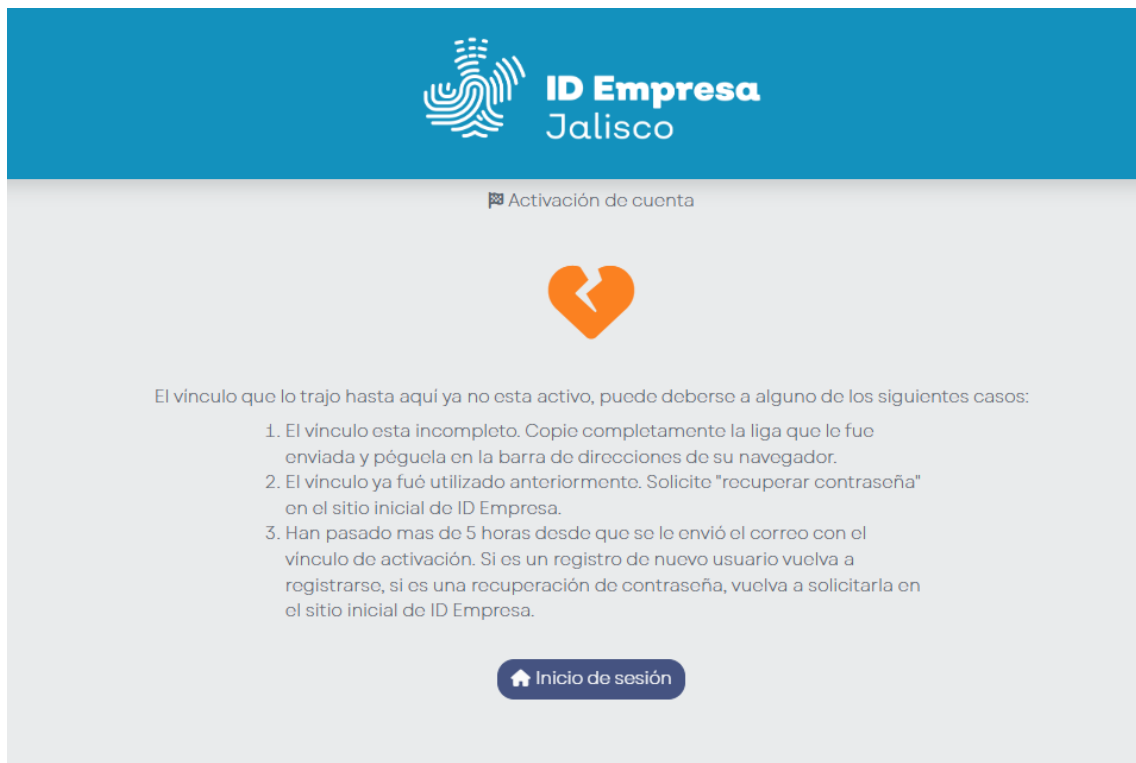 ID Empresa
Jalisco
Activación de cuenta
El vínculo que lo trajo hasta aquí ya no esta activo, puede deberse a alguno de los siguientes casos:
1. El vínculo esta incompleto. Copie completamente la liga que le fue
enviada y péguela en la barra de direcciones de su navegador.
2. El vínculo ya fué utilizado anteriormente. Solicite "recuperar contraseña"
en el sitio inicial de ID Empresa.
3. Han pasado mas de 5 horas desde que se le envió el correo con el
vínculo de activación. Si es un registro de nuevo usuario vuelva a
registrarse, si es una recuperación de contraseña, vuelva a solicitarla en
el sitio inicial de ID Empresa.
Inicio de sesión